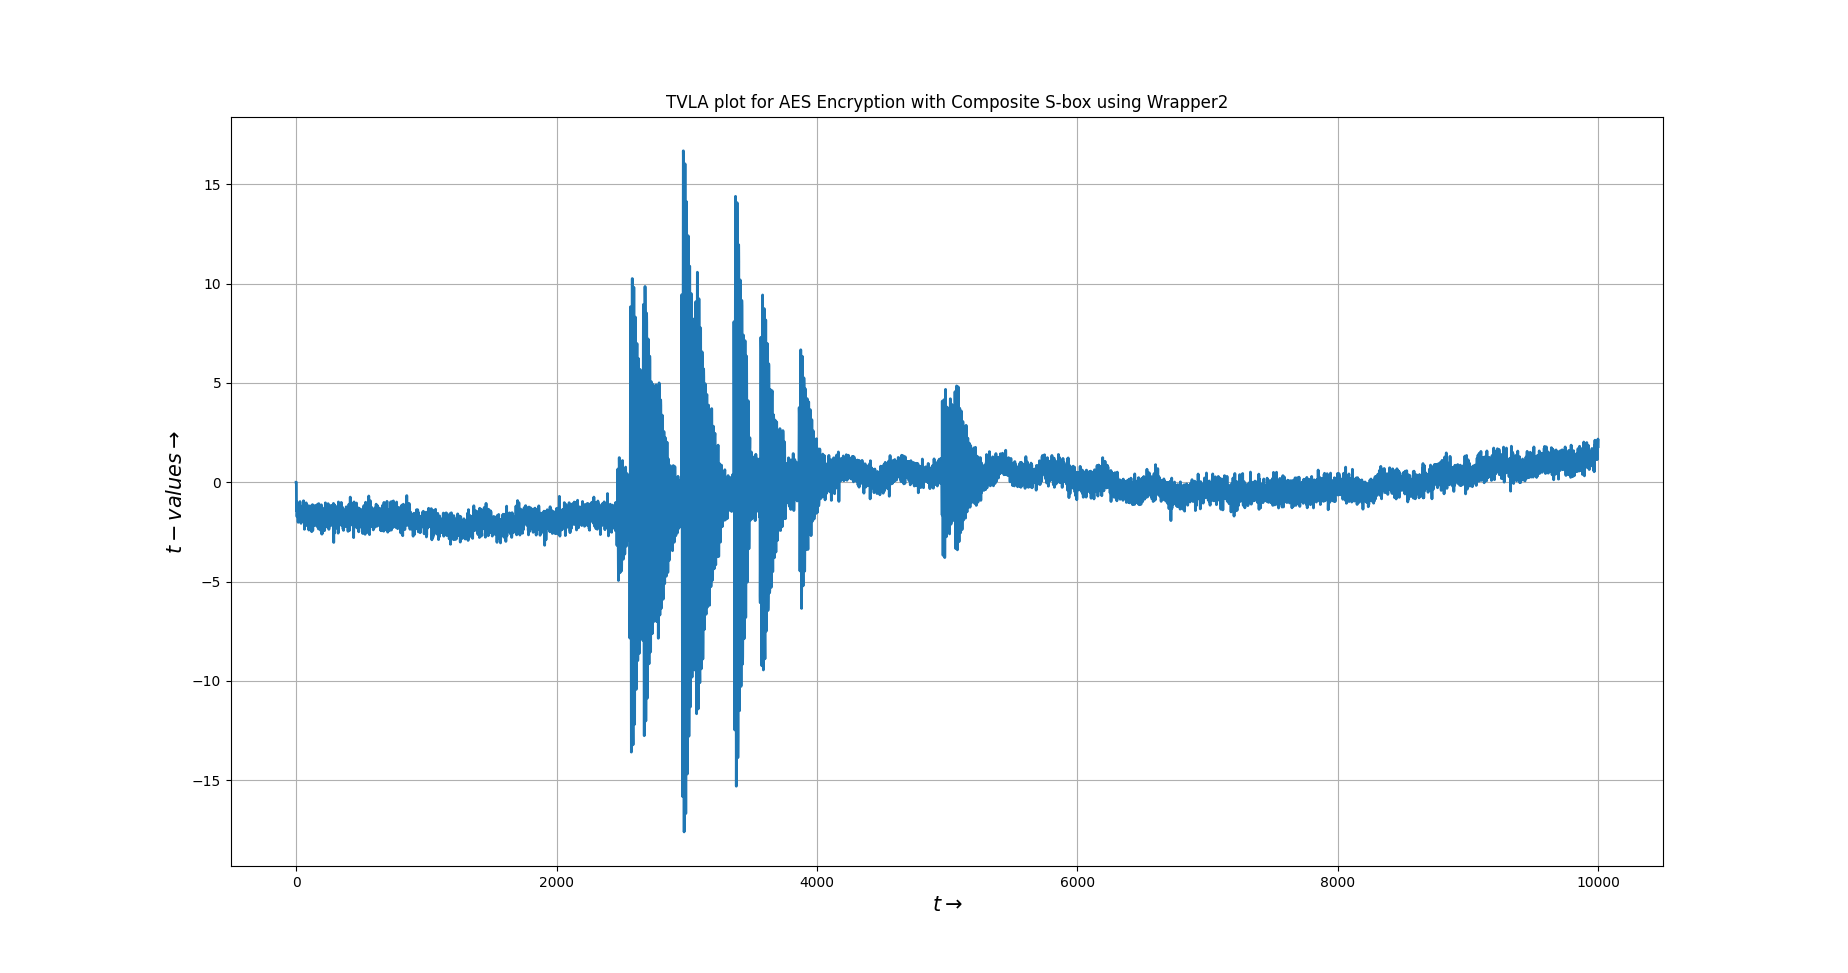 TVLA plot for AES Encryption with Composite S-box using Wrapper2
15
10
5
0
−5
−10
−15
t − values →
0 2000 4000 6000 8000 10000
t →